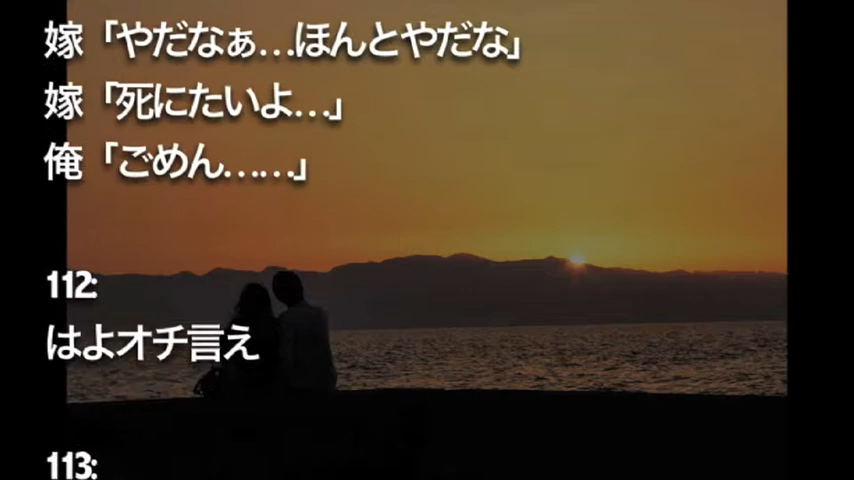 嫁「やだなぁ…ほんとやだな」
嫁「死にたいよ…」
俺「ごめん……」
112:
はよオチ言え
113: